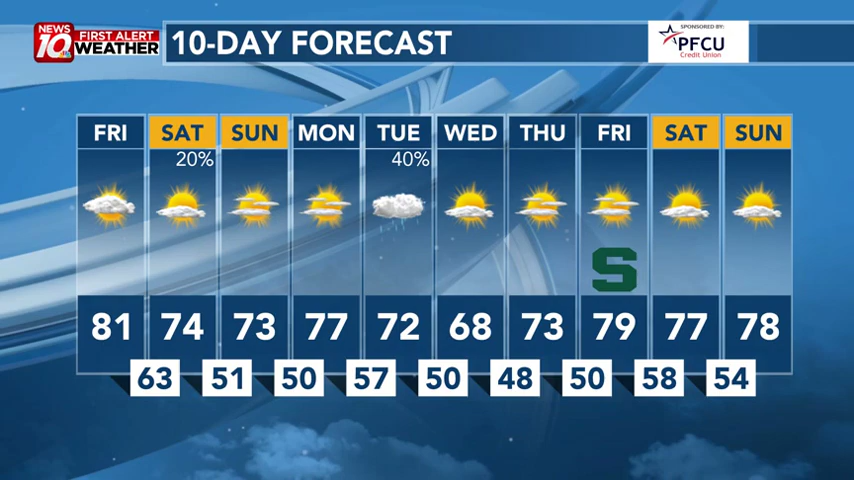 NEWS
10
FIRST ALERT
WEATHER
10-DAY FORECAST
SPONSORED BY:
PFCU
Credit Union
FRI SAT SUN MON TUE WED THU FRI SAT SUN
20% 40%
S
81 74 73 77 72 68 73 79 77 78
63 51 50 57 50 48 50 58 54